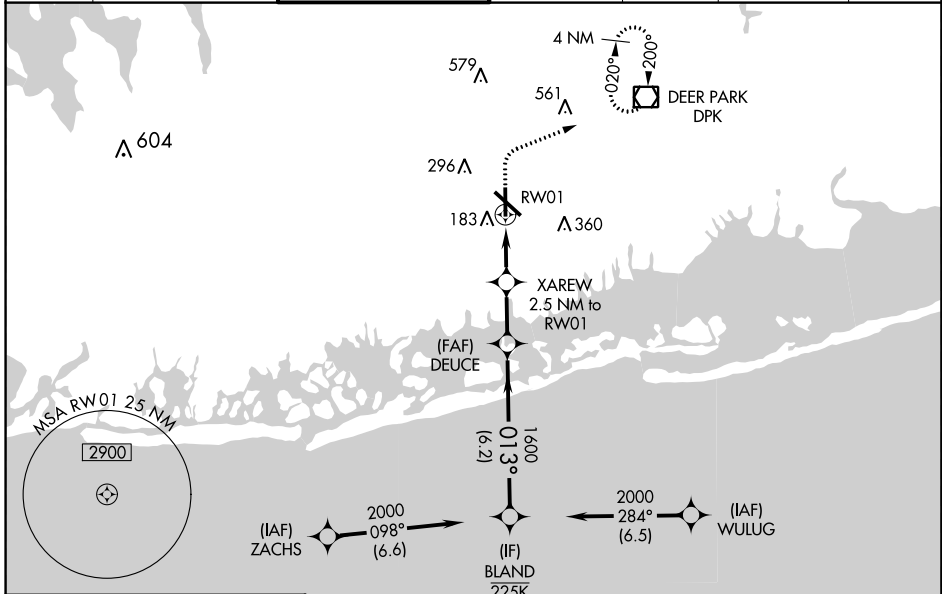 4 NM
020°
200°
579
561
DEER PARK
DPK
604
296
RW01
183
360
XAREW
2.5 NM to
RW01
(FAF)
DEUCE
MSA RW01 25 NM
2900
1600
013°
(6.2)
2000
098°
(6.6)
(IAF)
ZACHS
2000
284°
(6.5)
(IAF)
WULUG
(IF)
BLAND
225K